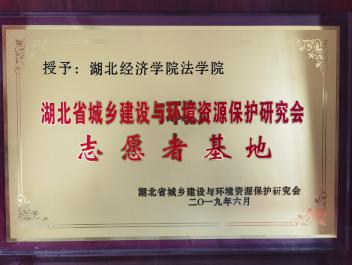 授予：湖北经济学院法学院
湖北省城乡建设与环境资源保护研究会
志愿者基地
湖北省城乡建设与环境资源保护研究会
二〇一九年六月